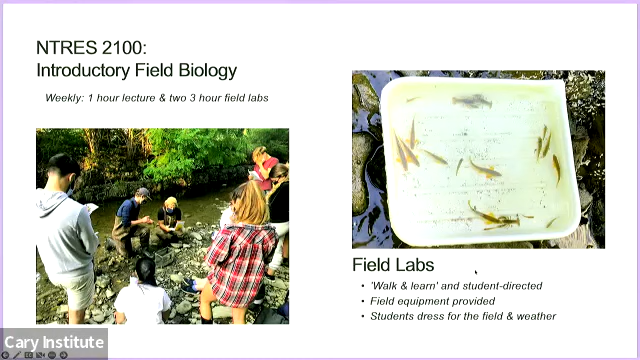 NTRES 2100:
Introductory Field Biology
Weekly: 1 hour lecture & two 3 hour field labs
Field Labs
• 'Walk & learn' and student-directed
• Field equipment provided
• Students dress for the field & weather
Cary Institute